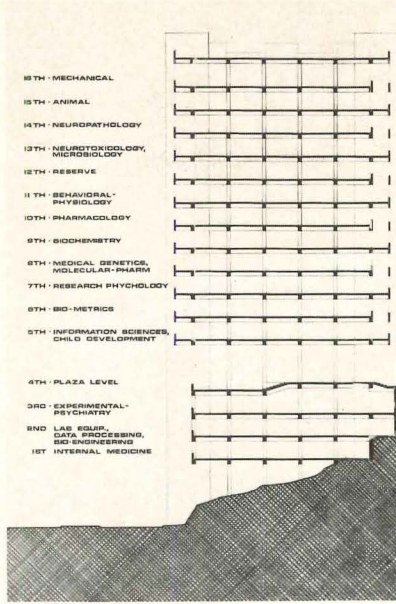 16TH - MECHANICAL
15TH - ANIMAL
14TH - NEUROPATHOLOGY
13TH - NEUROTOXICOLOGY,
MICROBIOLOGY
12TH - RESERVE
11TH - BEHAVIORAL-
PHYSIOLOGY
10TH - PHARMACOLOGY
9TH - BIOCHEMISTRY
8TH - MEDICAL GENETICS,
MOLECULAR-PHARM
7TH - RESEARCH PHYCHOLOGY
6TH - BIO-METRICS
5TH - INFORMATION SCIENCES,
CHILD DEVELOPMENT
4TH - PLAZA LEVEL
3RD - EXPERIMENTAL-
PSYCHIATRY
2ND LAB EQUIP.,
DATA PROCESSING,
BIO-ENGINEERING
1ST INTERNAL MEDICINE